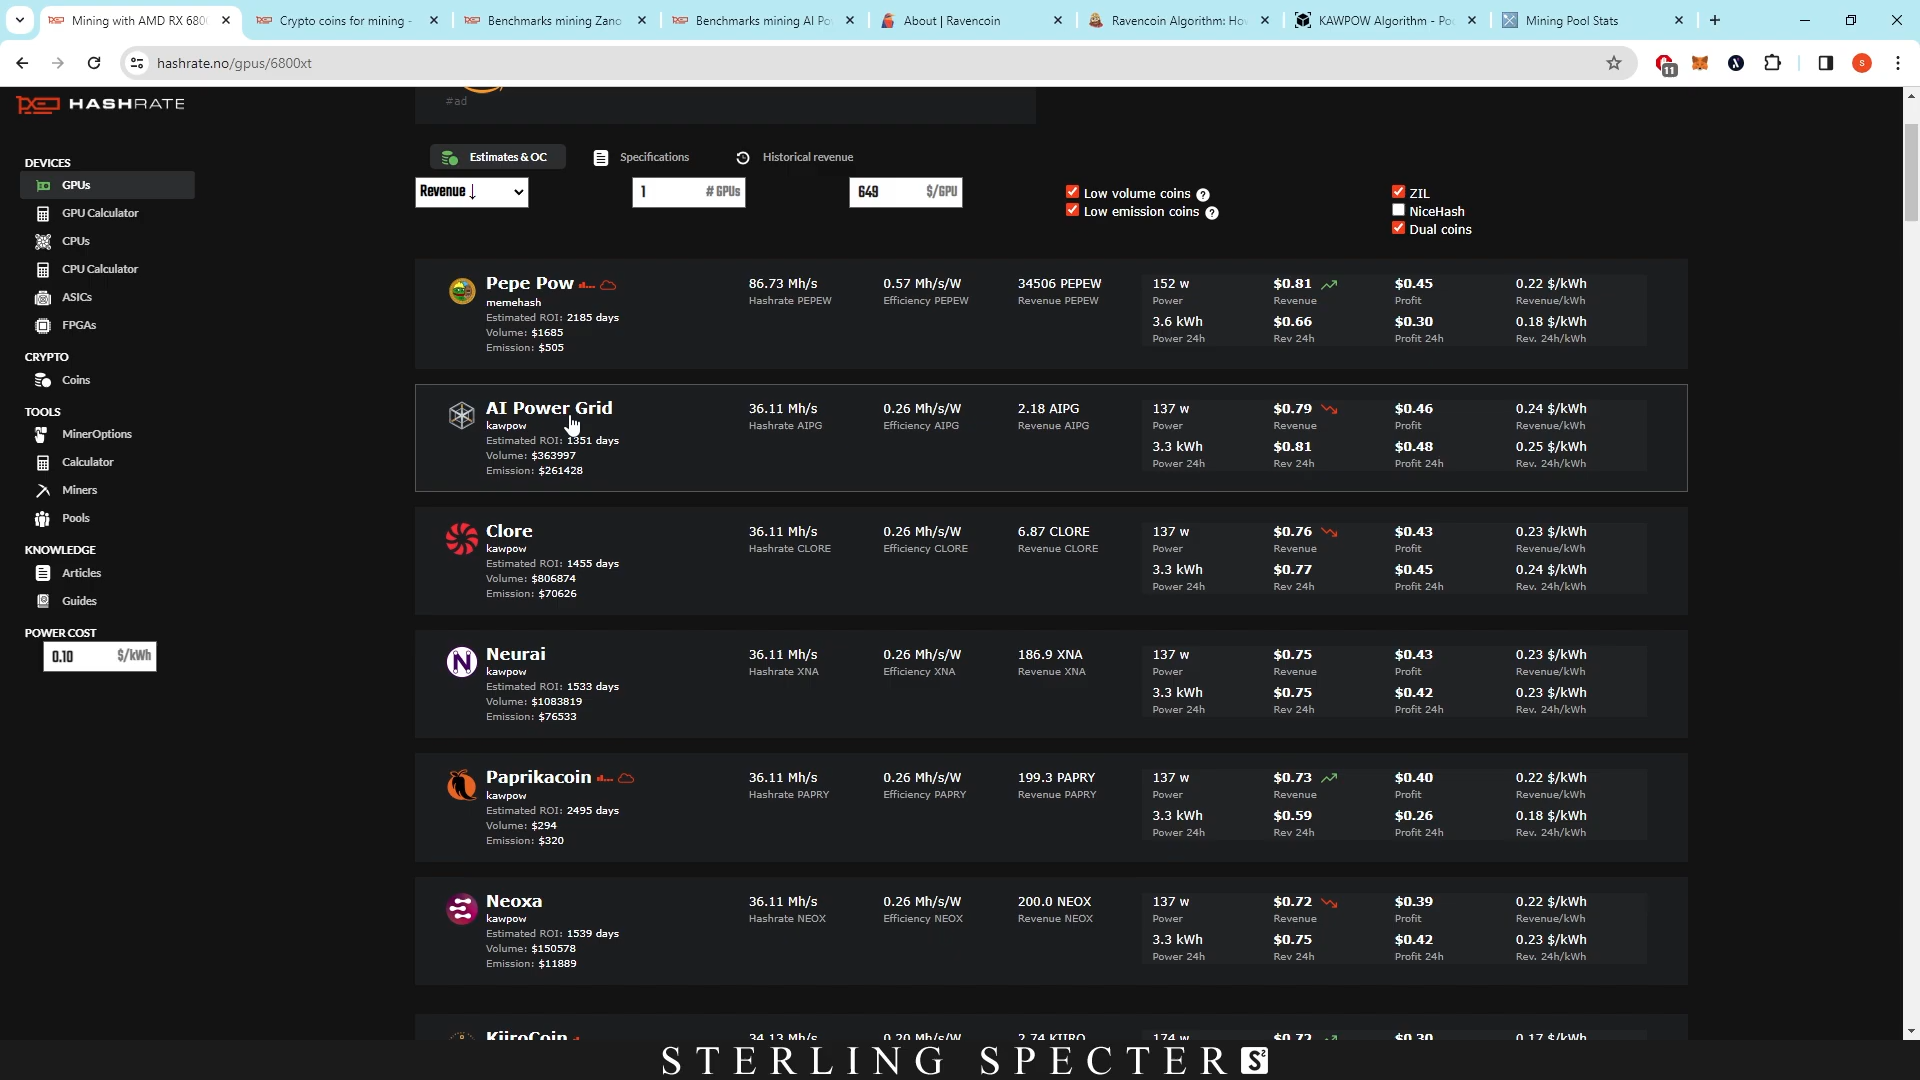 Mining with AMD RX 680
Crypto coins for mining -
Benchmarks mining Zano
Benchmarks mining AI Po
About | Ravencoin
Ravencoin Algorithm: Ho
KAWPOW Algorithm - Po
Mining Pool Stats
hashrate.no/gpus/6800xt
11
S
HASHRATE
#ad
DEVICES
GPUs
GPU Calculator
CPUs
CPU Calculator
ASICs
FPGAs
CRYPTO
Coins
TOOLS
MinerOptions
Calculator
Miners
Pools
KNOWLEDGE
Articles
Guides
POWER COST
0.10 $/kWh
Estimates & OC
Specifications
Historical revenue
Revenue ↓
1 # GPUs
649 $/GPU
Low volume coins ?
Low emission coins ?
ZIL
NiceHash
Dual coins
Pepe Pow 86.73 Mh/s 0.57 Mh/s/W 34506 PEPEW 152 w $0.81 $0.45 0.22 $/kWh
memehash Hashrate PEPEW Efficiency PEPEW Revenue PEPEW Power Revenue Profit Revenue/kWh
Estimated ROI: 2185 days 3.6 kWh $0.66 $0.30 0.18 $/kWh
Volume: $1685 Power 24h Rev 24h Profit 24h Rev. 24h/kWh
Emission: $505
AI Power Grid 36.11 Mh/s 0.26 Mh/s/W 2.18 AIPG 137 w $0.79 $0.46 0.24 $/kWh
kawpow Hashrate AIPG Efficiency AIPG Revenue AIPG Power Revenue Profit Revenue/kWh
Estimated ROI: 1351 days 3.3 kWh $0.81 $0.48 0.25 $/kWh
Volume: $363997 Power 24h Rev 24h Profit 24h Rev. 24h/kWh
Emission: $261428
Clore 36.11 Mh/s 0.26 Mh/s/W 6.87 CLORE 137 w $0.76 $0.43 0.23 $/kWh
kawpow Hashrate CLORE Efficiency CLORE Revenue CLORE Power Revenue Profit Revenue/kWh
Estimated ROI: 1455 days 3.3 kWh $0.77 $0.45 0.24 $/kWh
Volume: $806874 Power 24h Rev 24h Profit 24h Rev. 24h/kWh
Emission: $70626
Neurai 36.11 Mh/s 0.26 Mh/s/W 186.9 XNA 137 w $0.75 $0.43 0.23 $/kWh
kawpow Hashrate XNA Efficiency XNA Revenue XNA Power Revenue Profit Revenue/kWh
Estimated ROI: 1533 days 3.3 kWh $0.75 $0.42 0.23 $/kWh
Volume: $1083819 Power 24h Rev 24h Profit 24h Rev. 24h/kWh
Emission: $76533
Paprikacoin 36.11 Mh/s 0.26 Mh/s/W 199.3 PAPRY 137 w $0.73 $0.40 0.22 $/kWh
kawpow Hashrate PAPRY Efficiency PAPRY Revenue PAPRY Power Revenue Profit Revenue/kWh
Estimated ROI: 2495 days 3.3 kWh $0.59 $0.26 0.18 $/kWh
Volume: $294 Power 24h Rev 24h Profit 24h Rev. 24h/kWh
Emission: $320
Neoxa 36.11 Mh/s 0.26 Mh/s/W 200.0 NEOX 137 w $0.72 $0.39 0.22 $/kWh
kawpow Hashrate NEOX Efficiency NEOX Revenue NEOX Power Revenue Profit Revenue/kWh
Estimated ROI: 1539 days 3.3 kWh $0.75 $0.42 0.23 $/kWh
Volume: $150578 Power 24h Rev 24h Profit 24h Rev. 24h/kWh
Emission: $11889
KiiroCoin 34.13 Mh/s 0.20 Mh/s/W 2.74 KIIRO 174 w $0.72 $0.30 0.17 $/kWh
STERLING SPECTER S²